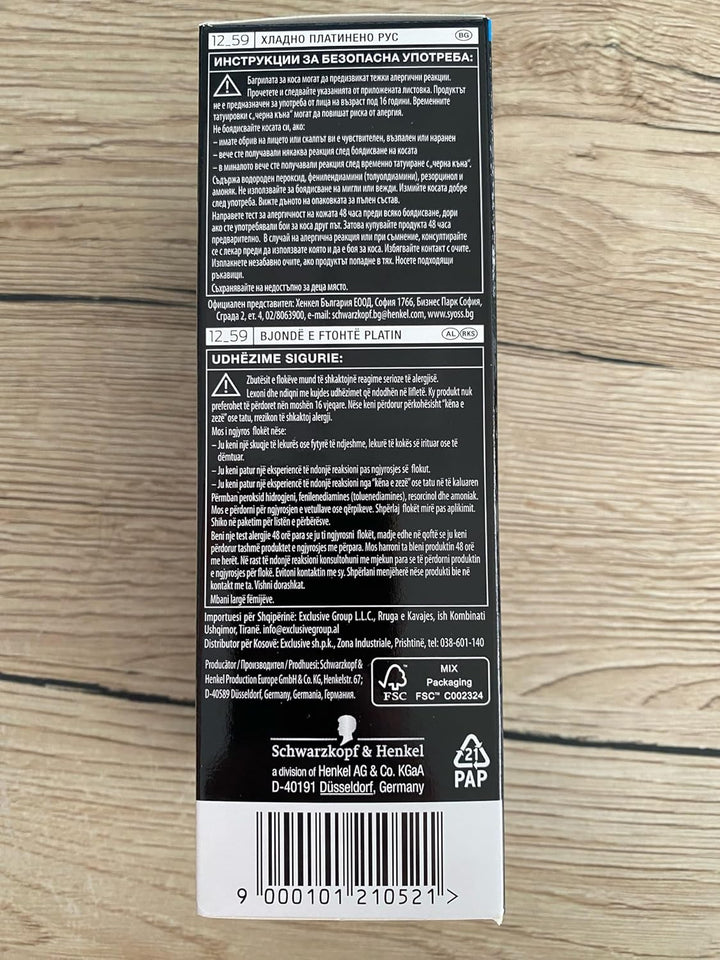 12_59 ХЛАДНО ПЛАТИНЕНО РУС BG
ИНСТРУКЦИИ ЗА БЕЗОПАСНА УПОТРЕБА:
Багрилата за коса могат да предизвикат тежки алергични реакции.
Прочетете и следвайте указанията от приложената листовка. Продуктът
не е предназначен за употреба от лица на възраст под 16 години. Временните
татуировки с „черна къна“ могат да повишат риска от алергия.
Не боядисвайте косата си, ако:
– имате обрив на лицето или скалпът ви е чувствителен, възпален или наранен
– вече сте получавали някаква реакция след боядисване на косата
– в миналото вече сте получавали реакция след временно татуиране с „черна къна“.
Съдържа водороден пероксид, фенилендиамини (толуолдиамини), резорцинол и
амоняк. Не използвайте за боядисване на мигли или вежди. Измийте косата добре
след употреба. Вижте дъното на опаковката за пълен състав.
Направете тест за алергичност на кожата 48 часа преди всяко боядисване, дори
ако сте употребявали бои за коса друг път. Затова купувайте продукта 48 часа
предварително. В случай на алергична реакция или при съмнение, консултирайте
се с лекар преди да използвате която и да е боя за коса. Избягвайте контакт с очите.
Изплакнете незабавно очите, ако продуктът попадне в тях. Носете подходящи
ръкавици.
Съхранявайте на недостъпно за деца място.
Официален представител: Хенкел България ЕООД, София 1766, Бизнес Парк София,
Сграда 2, ет. 4, 02/8063900, e-mail: schwarzkopf.bg@henkel.com, www.syoss.bg
12_59 BJONDË E FTOHTË PLATIN AL RKS
UDHËZIME SIGURIE:
Zbutësit e flokëve mund të shkaktojnë reagime serioze të alergjisë.
Lexoni dhe ndiqni me kujdes udhëzimet që ndodhën në lifletë. Ky produkt nuk
preferohet të përdoret nën moshën 16 vjeqare. Nëse keni përdorur përkohësisht "këna e
zezë" ose tatu, rrezikon të shkaktoj alergji.
Mos i ngjyros flokët nëse:
– Ju keni një skuqje të lekurës ose fytyrë të ndjeshme, lekurë të kokës së irituar ose të
dëmtuar.
– Ju keni patur një eksperiencë të ndonjë reaksioni pas ngjyrosjes së flokut.
– Ju keni patur një eksperiencë të ndonjë reaksioni nga "këna e zezë" ose tatu në të kaluaren
Përmban peroksid hidrogjeni, fenilenediamines (toluenediamines), resorcinol dhe amoniak.
Mos e përdorni për ngjyrosjen e vetullave ose qërpikeve. Shpërlaj flokët mirë pas aplikimit.
Shiko në paketim për listën e përbërësve.
Beni nje test alergjie 48 orë para se ju ti ngjyrosni flokët, madje edhe në qoftë se ju keni
përdorur tashmë produktet e ngjyrosjes me përpara. Mos harroni ta bleni produktin 48 orë
me herët. Në rast të ndonjë reaksioni konsultohuni me mjekun para se të përdorni produktin
e ngjyrosjes për flokë. Evitoni kontaktin me sy. Shpërlani menjëherë nëse produkti bie në
kontakt me ta. Vishni dorashkat.
Mbani largë fëmijëve.
Importuesi për Shqipërinë: Exclusive Group L.L.C., Rruga e Kavajes, ish Kombinati
Ushqimor, Tiranë. info@exclusivegroup.al
Distributor për Kosovë: Exclusive sh.p.k., Zona Industriale, Prishtinë, tel: 038-601-140
Producător / Производител / Prodhuesi: Schwarzkopf &
Henkel Production Europe GmbH & Co. KG, Henkelstr. 67;
D-40589 Düsseldorf, Germany, Germania, Германия.
FSC
MIX
Packaging
FSC™ C002324
Schwarzkopf & Henkel
a division of Henkel AG & Co. KGaA
D-40191 Düsseldorf, Germany
21
PAP
9 000101 210521 >